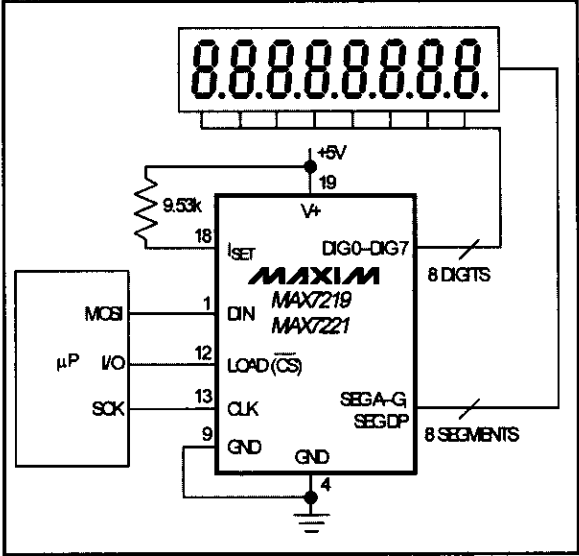 8.8.8.8.8.8.8.8.
+5V
19
9.53k
V+
18
ISET
DIG0–DIG7
MAXIM
8 DIGITS
MAX7219
MAX7221
MOSI
1
DIN
µP
I/O
12
LOAD (CS)
SCK
13
CLK
SEG A–G,
SEG DP
8 SEGMENTS
9
GND
GND
4